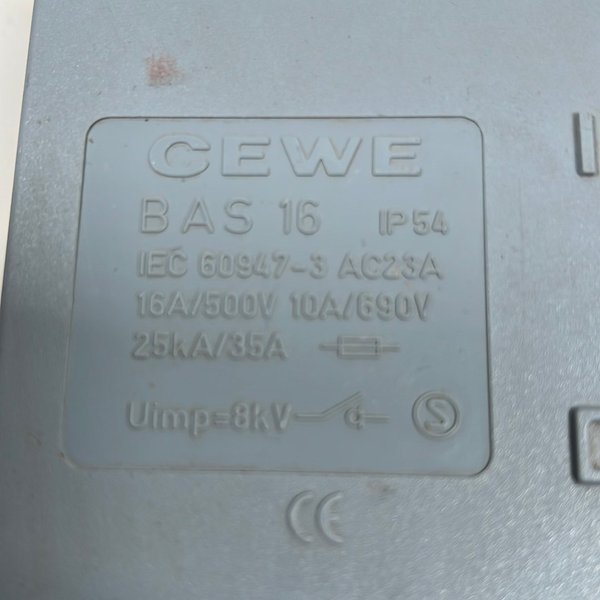 CEWE
BAS 16 IP54
IEC 60947-3 AC23A
16A/500V 10A/690V
25kA/35A
Uimp=8kV S
CE